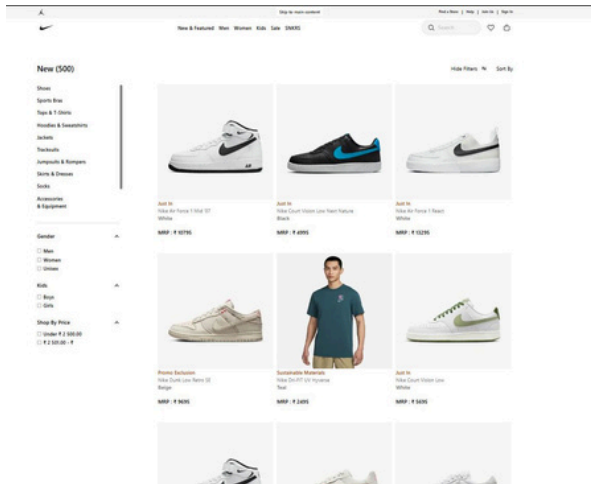 Skip to main content
Find a Store | Help | Join Us | Sign In
New & Featured Men Women Kids Sale SNKRS
Search
New (500)
Hide Filters
Sort By
Shoes
Sports Bras
Tops & T-Shirts
Hoodies & Sweatshirts
Jackets
Tracksuits
Jumpsuits & Rompers
Skirts & Dresses
Socks
Accessories
& Equipment
Gender
Men
Women
Unisex
Kids
Boys
Girls
Shop By Price
Under ₹ 2 500.00
₹ 2 501.00 - ₹
Just In
Nike Air Force 1 Mid '07
White
MRP : ₹ 10795
Just In
Nike Court Vision Low Next Nature
Black
MRP : ₹ 4995
Just In
Nike Air Force 1 React
White
MRP : ₹ 13295
Promo Exclusion
Nike Dunk Low Retro SE
Beige
MRP : ₹ 9695
Sustainable Materials
Nike Dri-FIT UV Hyverse
Teal
MRP : ₹ 2495
Just In
Nike Court Vision Low
White
MRP : ₹ 5695